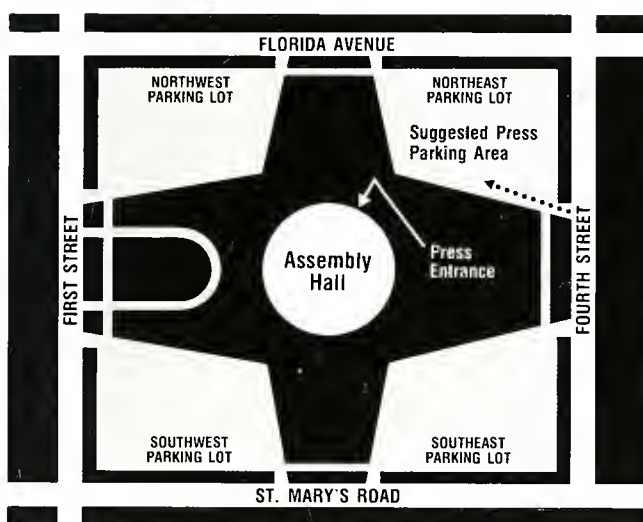 FLORIDA AVENUE
NORTHWEST
PARKING LOT
NORTHEAST
PARKING LOT
Suggested Press
Parking Area
FIRST STREET
Assembly
Hall
Press
Entrance
FOURTH STREET
SOUTHWEST
PARKING LOT
SOUTHEAST
PARKING LOT
ST. MARY'S ROAD